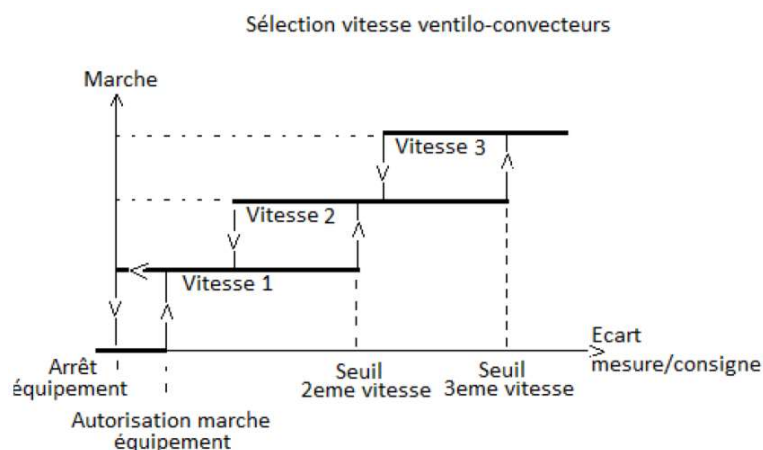 Sélection vitesse ventilo-convecteurs
Marche
Vitesse 3
Vitesse 2
Vitesse 1
Ecart
mesure/consigne
Arrêt
équipement
Seuil
2eme vitesse
Seuil
3eme vitesse
Autorisation marche
équipement